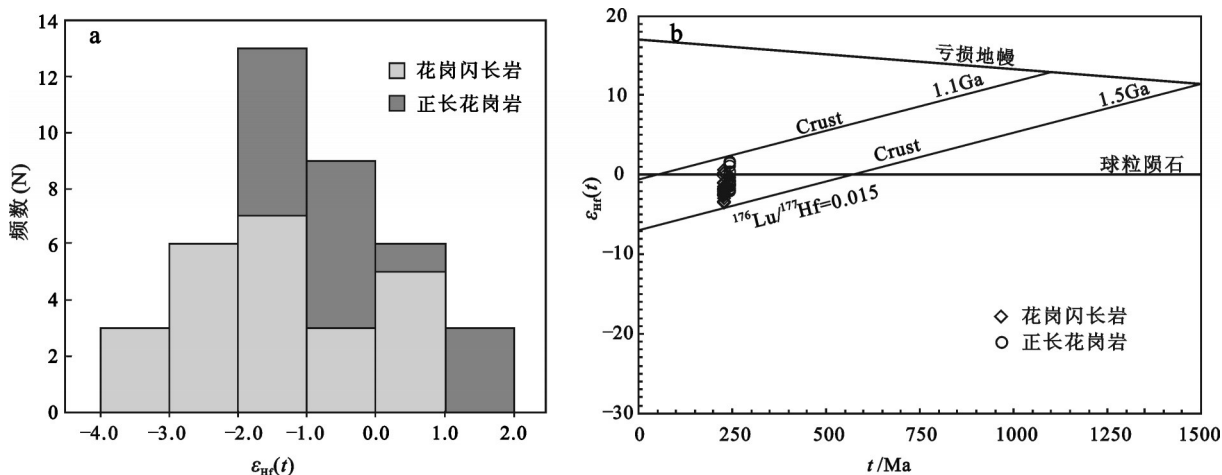 a
频数 (N)
14
12
10
8
6
4
2
0
花岗闪长岩
正长花岗岩
−4.0
−3.0
−2.0
−1.0
0.0
1.0
2.0
εHf(t)
b
εHf(t)
20
10
0
−10
−20
−30
亏损地幔
1.1Ga
1.5Ga
Crust
Crust
球粒陨石
¹⁷⁶Lu/¹⁷⁷Hf=0.015
花岗闪长岩
正长花岗岩
0
250
500
750
1000
1250
1500
t /Ma